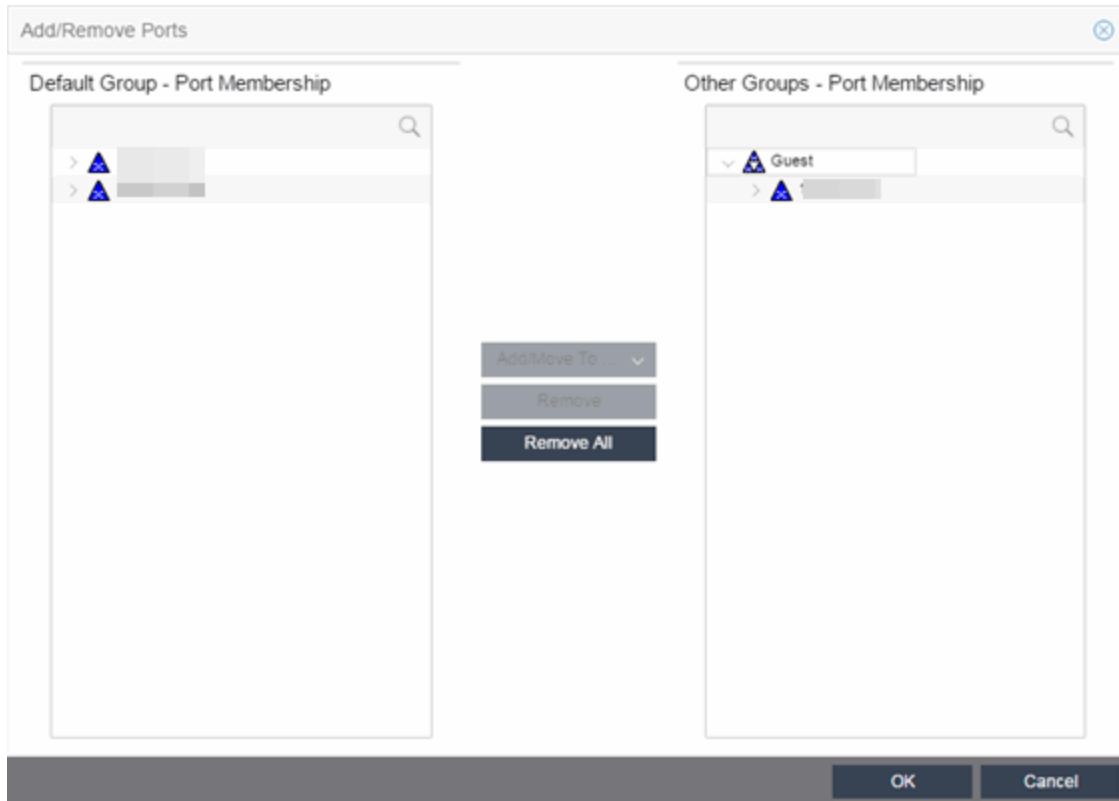 Add/Remove Ports
Default Group - Port Membership
Other Groups - Port Membership
Guest
Add/Move To ...
Remove
Remove All
OK
Cancel